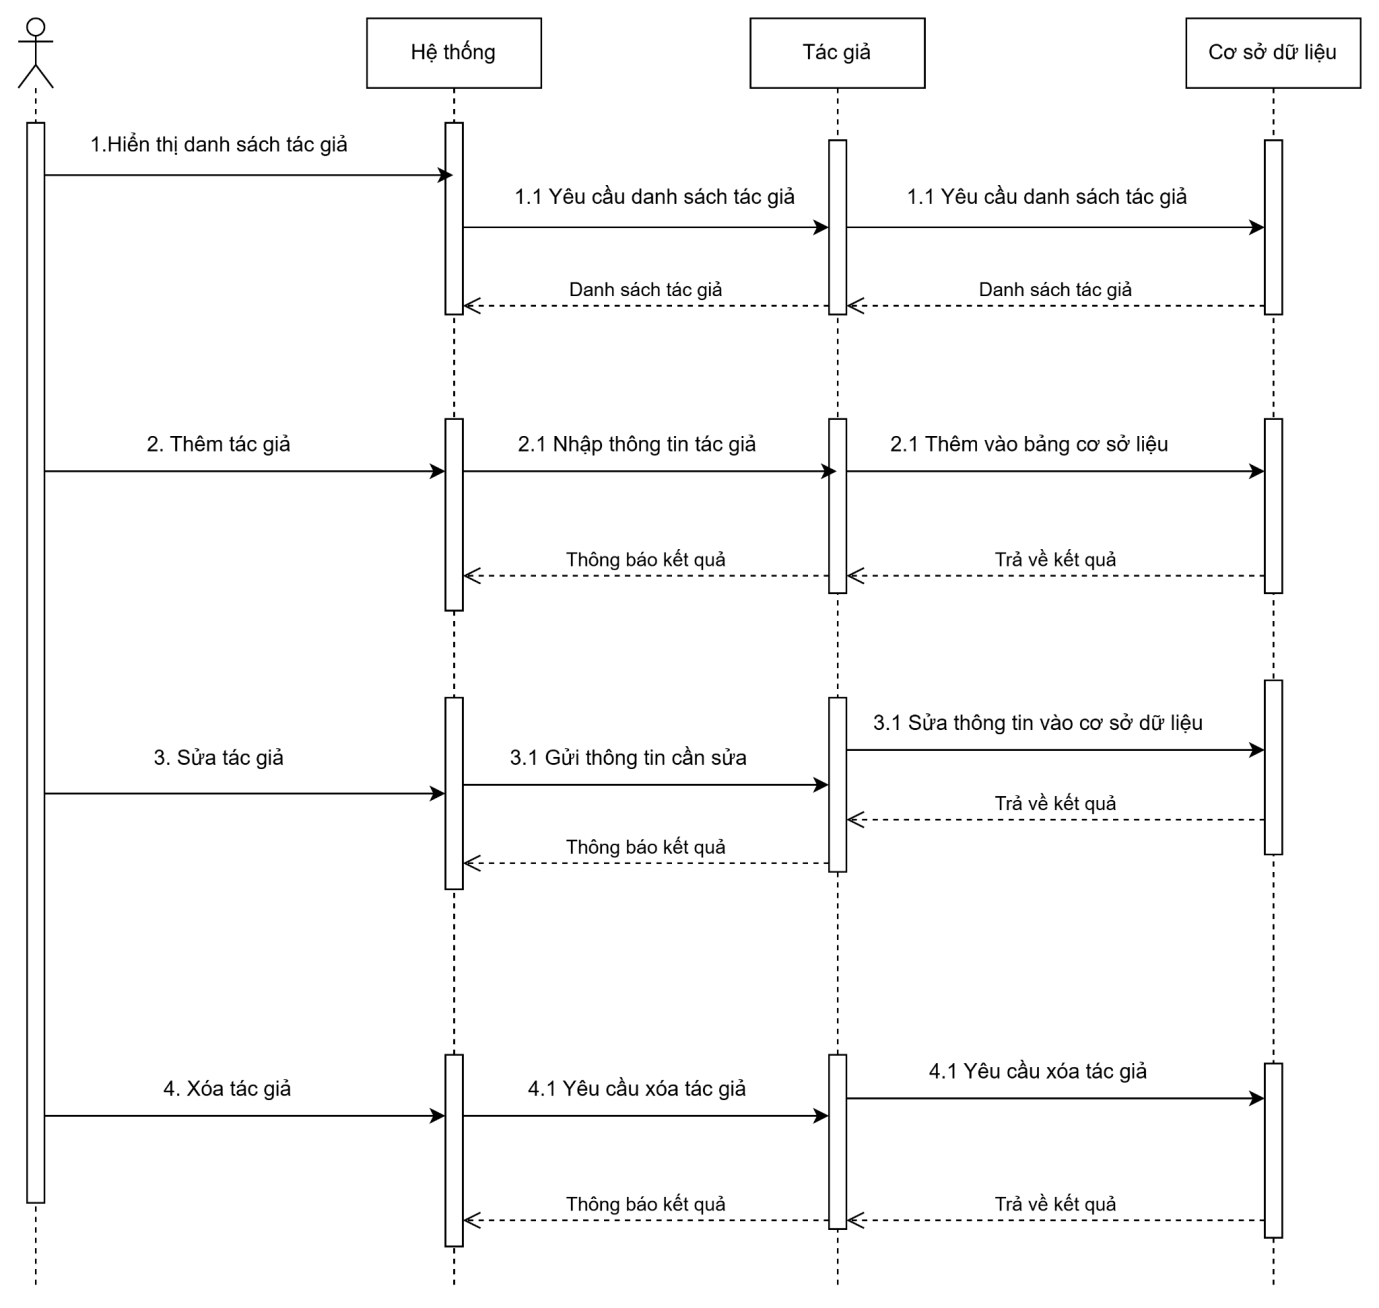 Hệ thống
Tác giả
Cơ sở dữ liệu
1.Hiển thị danh sách tác giả
1.1 Yêu cầu danh sách tác giả
1.1 Yêu cầu danh sách tác giả
Danh sách tác giả
Danh sách tác giả
2. Thêm tác giả
2.1 Nhập thông tin tác giả
2.1 Thêm vào bảng cơ sở liệu
Thông báo kết quả
Trả về kết quả
3.1 Sửa thông tin vào cơ sở dữ liệu
3. Sửa tác giả
3.1 Gửi thông tin cần sửa
Trả về kết quả
Thông báo kết quả
4.1 Yêu cầu xóa tác giả
4. Xóa tác giả
4.1 Yêu cầu xóa tác giả
Thông báo kết quả
Trả về kết quả